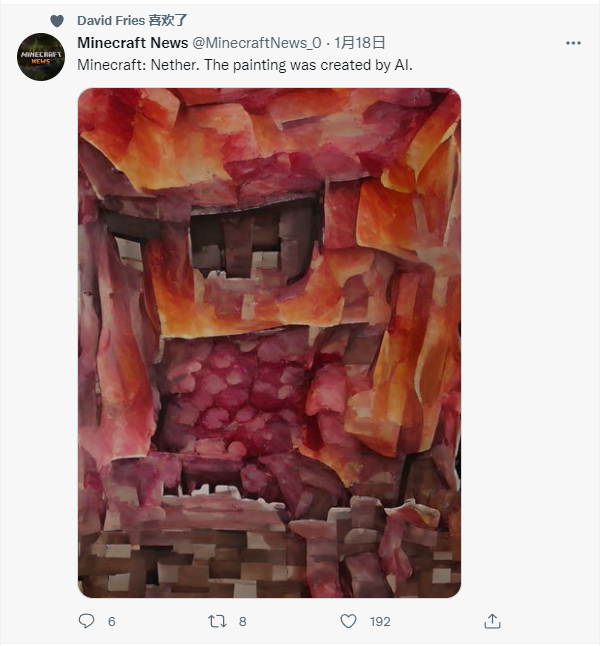 David Fries 喜欢了
Minecraft News @MinecraftNews_0 · 1月18日
Minecraft: Nether. The painting was created by AI.
MINECRAFT
NEWS
6 8 192